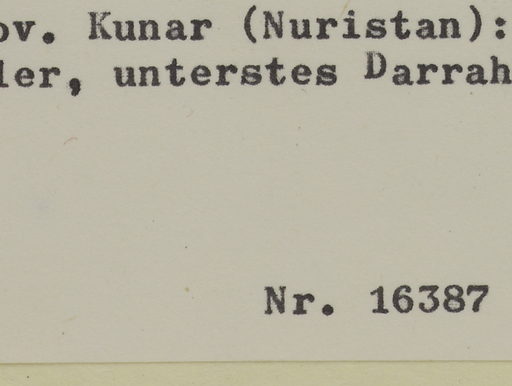 ov. Kunar (Nuristan):
ler, unterstes Darrah
Nr. 16387